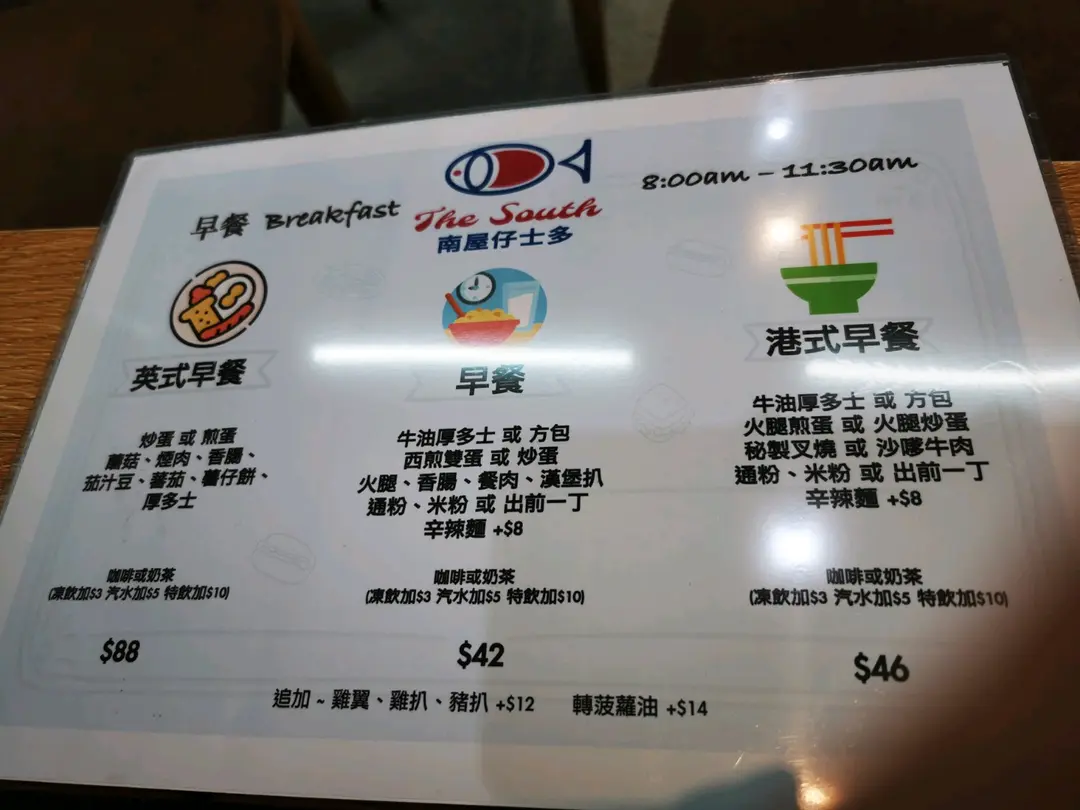 早餐 Breakfast
The South
南屋仔士多
8:00am – 11:30am
英式早餐
炒蛋 或 煎蛋
蘑菇、煙肉、香腸、
茄汁豆、蕃茄、薯仔餅、
厚多士
咖啡或奶茶
(凍飲加$3 汽水加$5 特飲加$10)
$88
早餐
牛油厚多士 或 方包
西煎雙蛋 或 炒蛋
火腿、香腸、餐肉、漢堡扒
通粉、米粉 或 出前一丁
辛辣麵 +$8
咖啡或奶茶
(凍飲加$3 汽水加$5 特飲加$10)
$42
港式早餐
牛油厚多士 或 方包
火腿煎蛋 或 火腿炒蛋
秘製叉燒 或 沙嗲牛肉
通粉、米粉 或 出前一丁
辛辣麵 +$8
咖啡或奶茶
(凍飲加$3 汽水加$5 特飲加$10)
$46
追加 ~ 雞翼、雞扒、豬扒 +$12 轉菠蘿油 +$14